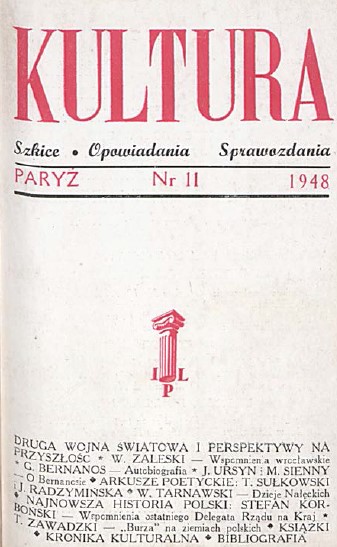 KULTURA
Szkice • Opowiadania Sprawozdania
PARYŻ Nr 11 1948
I L
P
DRUGA WOJNA ŚWIATOWA I PERSPEKTYWY NA
PRZYSZŁOŚC * W. ZALESKI — Wspomnienia wrocławskie
* G. BERNANOS — Autobiografia * J. URSYN i M. SIENNY
— O Bernanosie * ARKUSZE POETYCKIE: T. SUŁKOWSKI
i J. RADZYMIŃSKA * W. TARNAWSKI — Dzieje Nałęckich
* NAJNOWSZA HISTORIA POLSKI: STEFAN KOR-
BOŃSKI — Wspomnienia ostatniego Delegata Rządu na Kraj *
T. ZAWADZKI — „Burza” na ziemiach polskich * KSIĄŻKI
* KRONIKA KULTURALNA * BIBLIOGRAFIA